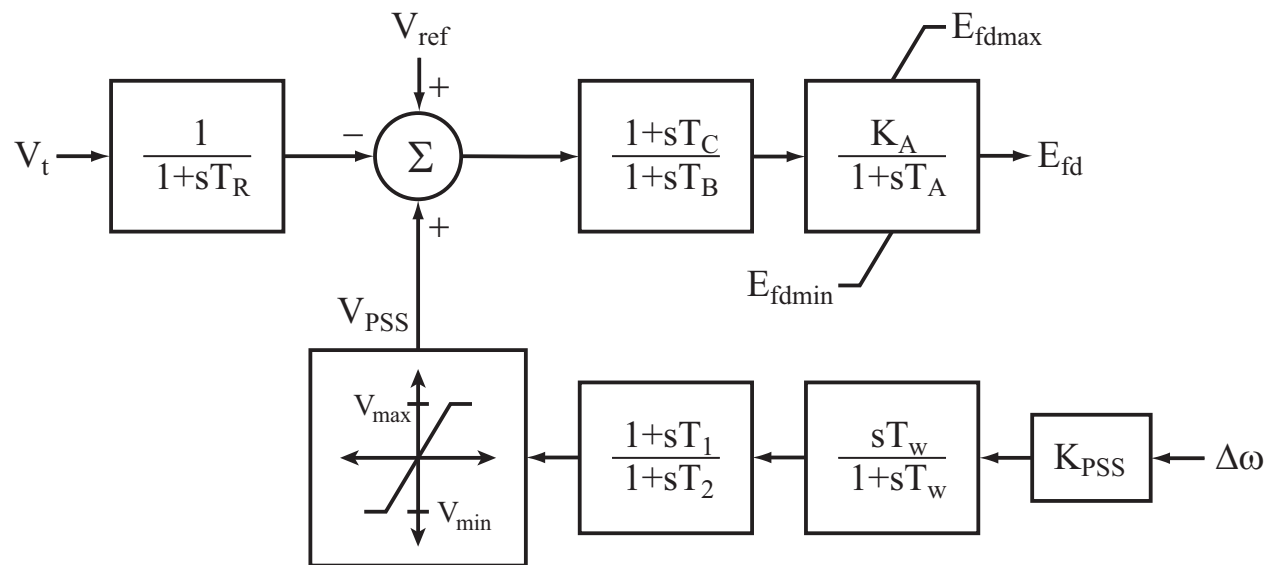 V_ref
E_fdmax
+
V_t
1
1+sT_R
−
Σ
1+sT_C
1+sT_B
K_A
1+sT_A
E_fd
+
E_fdmin
V_PSS
V_max
V_min
1+sT_1
1+sT_2
sT_w
1+sT_w
K_PSS
Δω